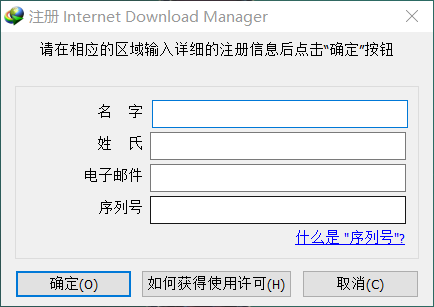 注册 Internet Download Manager
请在相应的区域输入详细的注册信息后点击“确定”按钮
名 字
姓 氏
电子邮件
序列号
什么是 "序列号"?
确定(O) 如何获得使用许可(H) 取消(C)